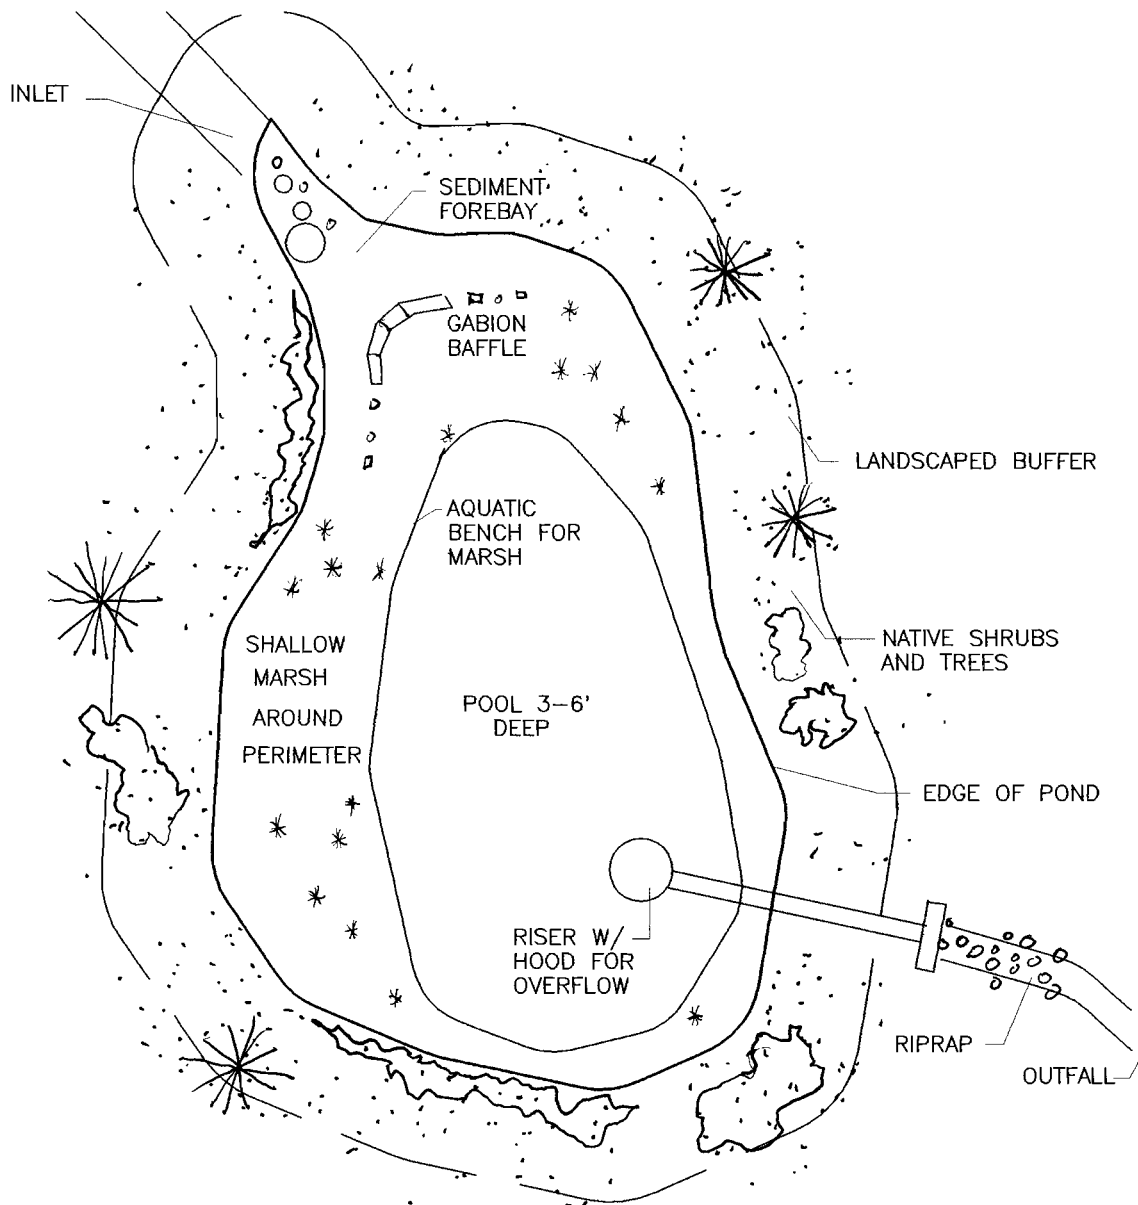 INLET
SEDIMENT
FOREBAY
GABION
BAFFLE
LANDSCAPED BUFFER
AQUATIC
BENCH FOR
MARSH
SHALLOW
MARSH
AROUND
PERIMETER
NATIVE SHRUBS
AND TREES
POOL 3-6'
DEEP
EDGE OF POND
RISER W/
HOOD FOR
OVERFLOW
RIPRAP
OUTFALL